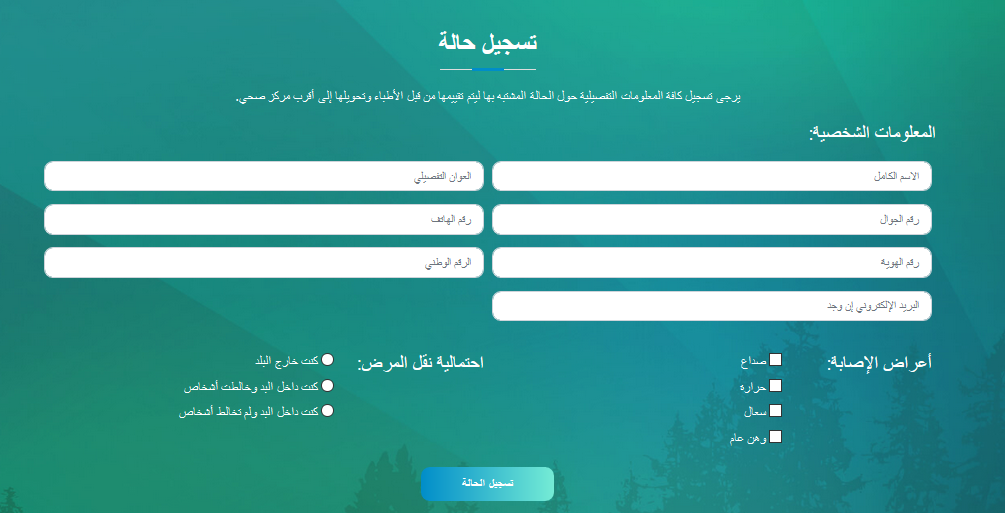 تسجيل حالة
يرجى تسجيل كافة المعلومات التفصيلية حول الحالة المشتبه بها ليتم تقييمها من قبل الأطباء وتحويلها إلى أقرب مركز صحي.
المعلومات الشخصية:
الاسم الكامل
العوان التفصيلي
رقم الجوال
رقم الهاتف
رقم الهوية
الرقم الوطني
البريد الإلكتروني إن وجد
أعراض الإصابة:
صداع
حرارة
سعال
وهن عام
احتمالية نقل المرض:
كنت خارج البلد
كنت داخل البد وخالطت أشخاص
كنت داخل البد ولم تخالط أشخاص
تسجيل الحالة